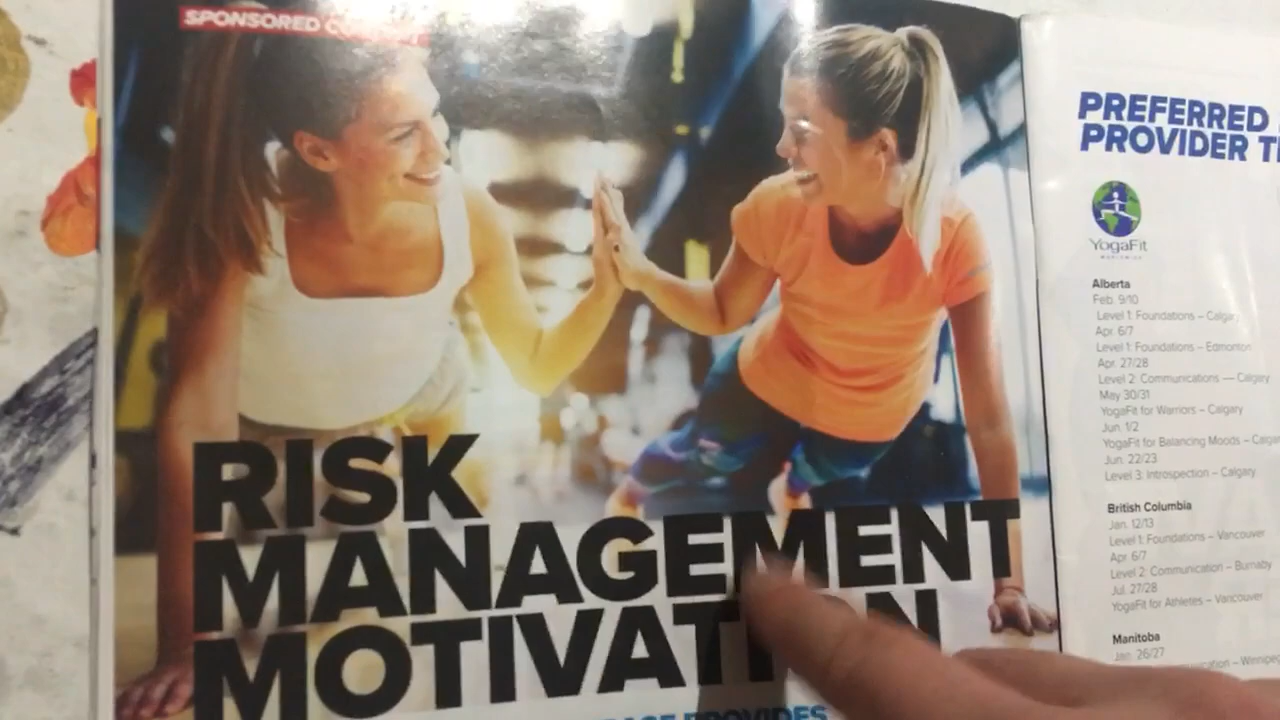 SPONSORED CONTENT
RISK
MANAGEMENT
MOTIVATION
PROVIDES
PREFERRED
PROVIDER
YogaFit
WORLDWIDE
Alberta
Feb. 9/10
Level 1: Foundations – Calgary
Apr. 6/7
Level 1: Foundations – Edmonton
Apr. 27/28
Level 2: Communications — Calgary
May 30/31
YogaFit for Warriors – Calgary
Jun. 1/2
YogaFit for Balancing Moods – Calgary
Jun. 22/23
Level 3: Introspection – Calgary
British Columbia
Jan. 12/13
Level 1: Foundations – Vancouver
Apr. 6/7
Level 2: Communication – Burnaby
Jul. 27/28
YogaFit for Athletes – Vancouver
Manitoba
Jan. 26/27